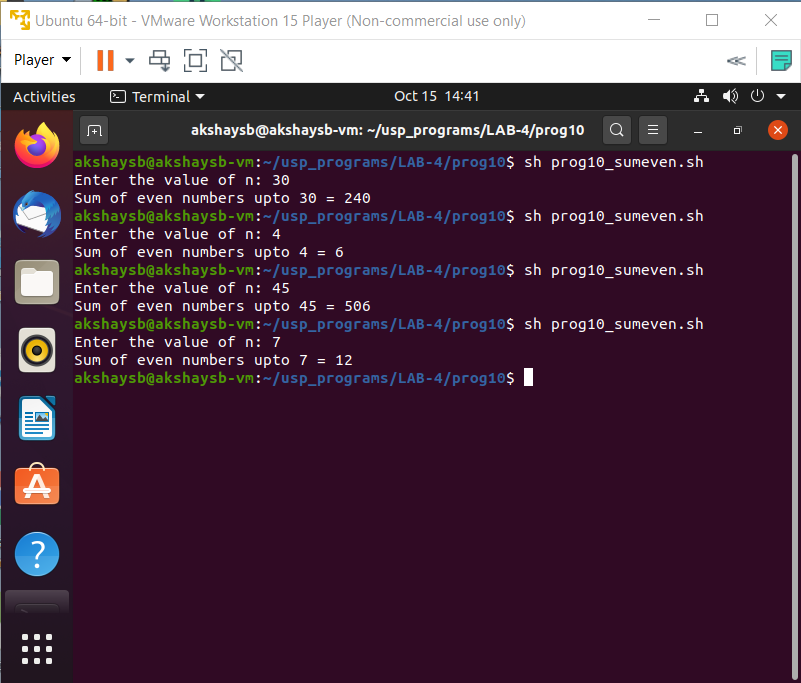 Ubuntu 64-bit - VMware Workstation 15 Player (Non-commercial use only)
Player
Activities Terminal Oct 15 14:41
akshaysb@akshaysb-vm: ~/usp_programs/LAB-4/prog10
akshaysb@akshaysb-vm:~/usp_programs/LAB-4/prog10$ sh prog10_sumeven.sh
Enter the value of n: 30
Sum of even numbers upto 30 = 240
akshaysb@akshaysb-vm:~/usp_programs/LAB-4/prog10$ sh prog10_sumeven.sh
Enter the value of n: 4
Sum of even numbers upto 4 = 6
akshaysb@akshaysb-vm:~/usp_programs/LAB-4/prog10$ sh prog10_sumeven.sh
Enter the value of n: 45
Sum of even numbers upto 45 = 506
akshaysb@akshaysb-vm:~/usp_programs/LAB-4/prog10$ sh prog10_sumeven.sh
Enter the value of n: 7
Sum of even numbers upto 7 = 12
akshaysb@akshaysb-vm:~/usp_programs/LAB-4/prog10$